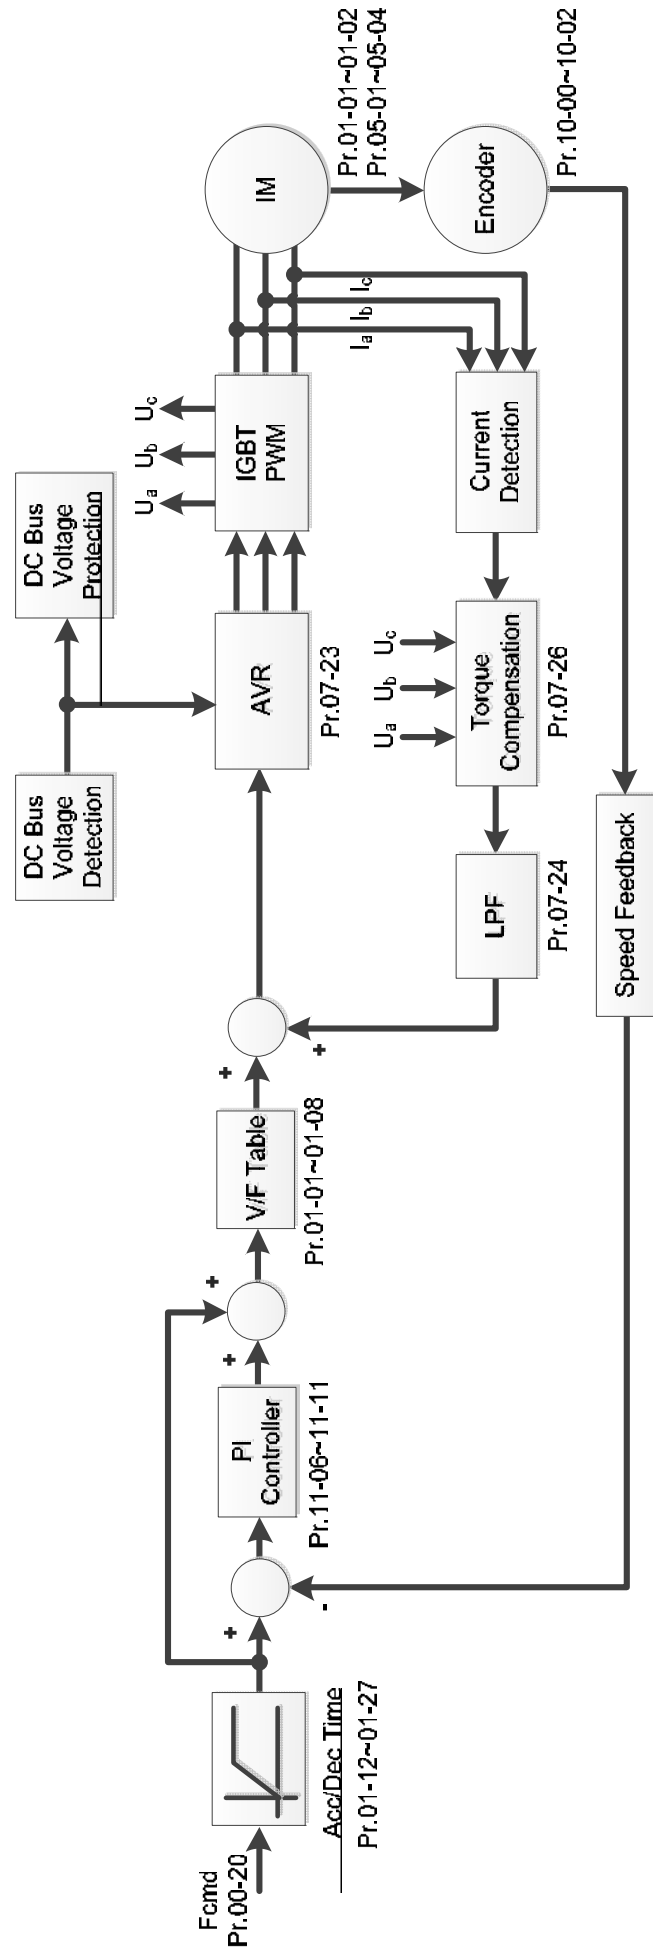 Fcmd
Pr.00-20
Acc/Dec Time
Pr.01-12~01-27
+
-
PI
Controller
Pr.11-06~11-11
+
+
V/F Table
Pr.01-01~01-08
+
+
DC Bus
Voltage
Detection
DC Bus
Voltage
Protection
AVR
Pr.07-23
Ua
Ub
Uc
IGBT
PWM
IM
Pr.01-01~01-02
Pr.05-01~05-04
Ia
Ib
Ic
Current
Detection
Ua
Ub
Uc
Torque
Compensation
Pr.07-26
LPF
Pr.07-24
Encoder
Pr.10-00~10-02
Speed Feedback